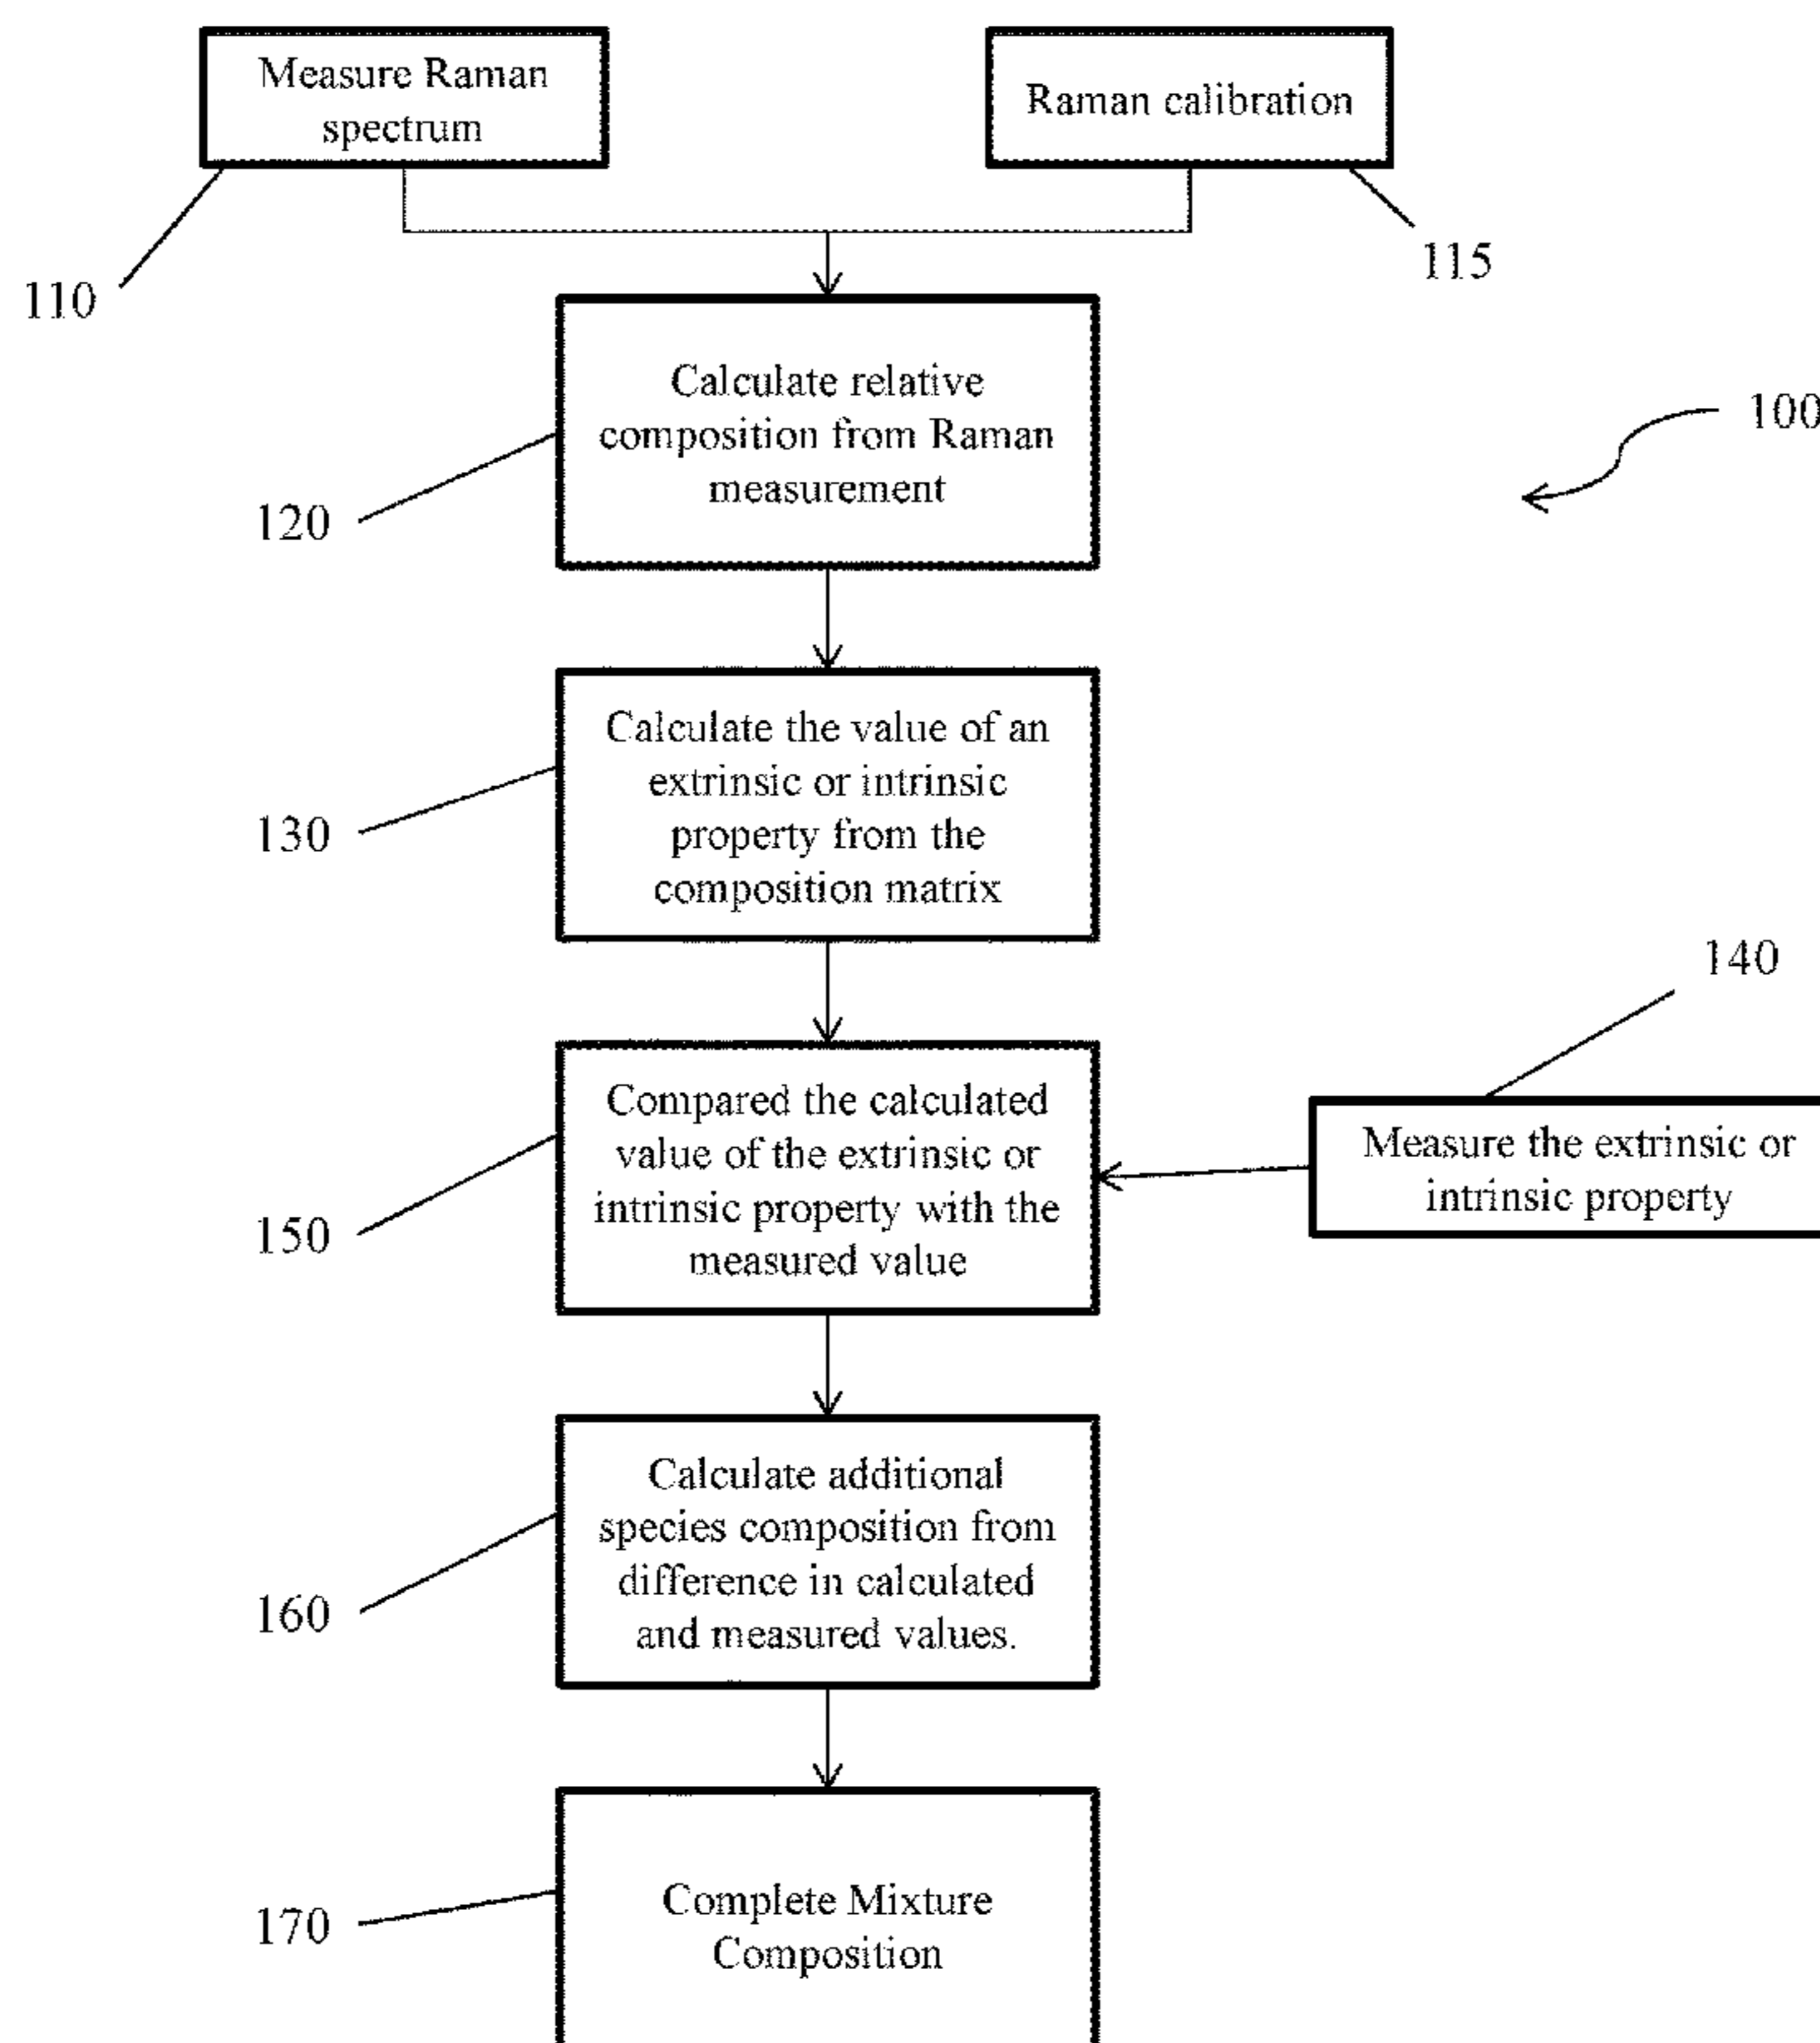 Measure Raman
spectrum
Raman calibration
110
115
Calculate relative
composition from Raman
measurement
100
120
Calculate the value of an
extrinsic or intrinsic
property from the
composition matrix
130
140
Compared the calculated
value of the extrinsic or
intrinsic property with the
measured value
Measure the extrinsic or
intrinsic property
150
Calculate additional
species composition from
difference in calculated
and measured values.
160
Complete Mixture
Composition
170